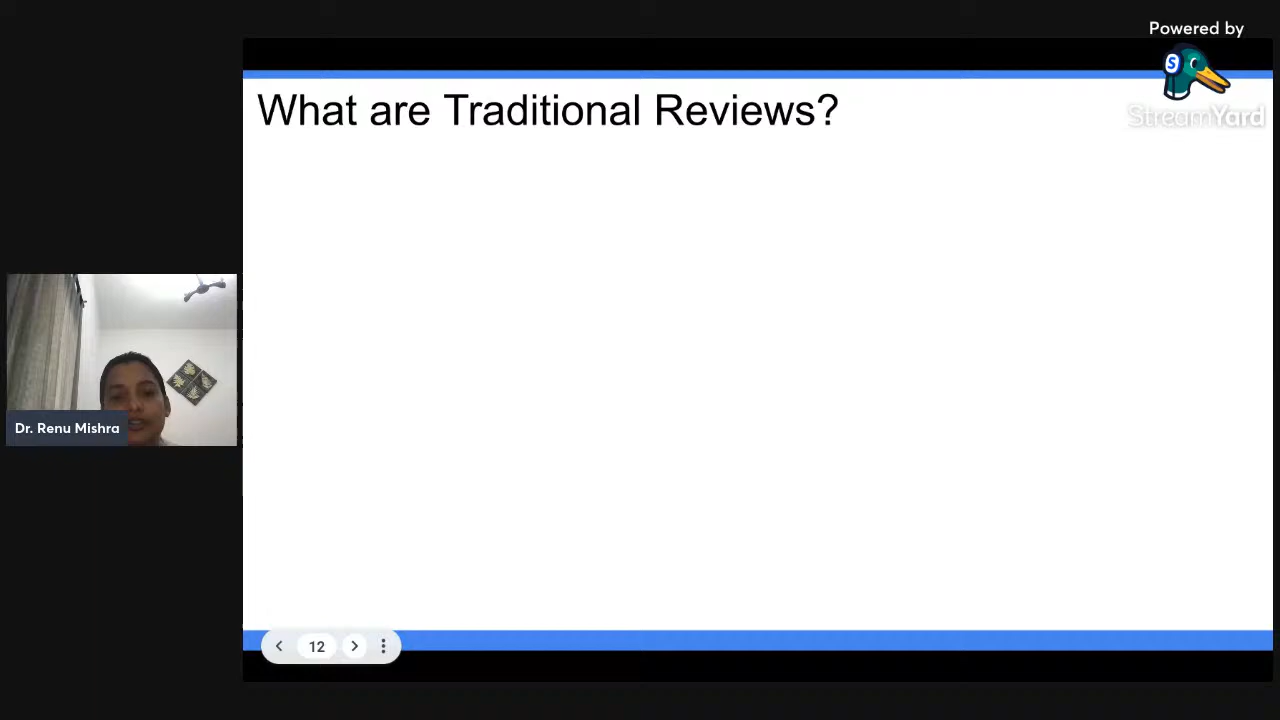 Powered by
S
StreamYard
What are Traditional Reviews?
Dr. Renu Mishra
12